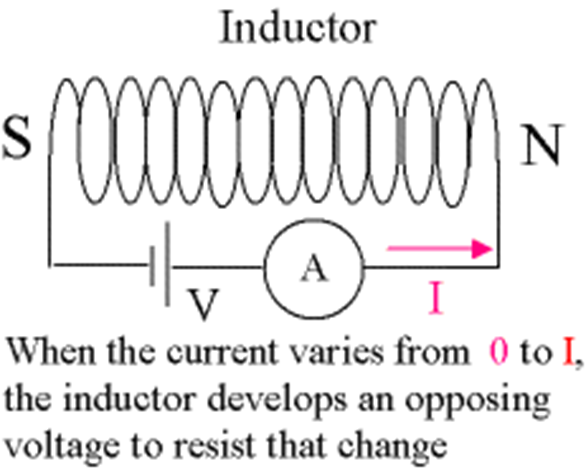 Inductor
S
N
A
V
I
When the current varies from 0 to I,
the inductor develops an opposing
voltage to resist that change